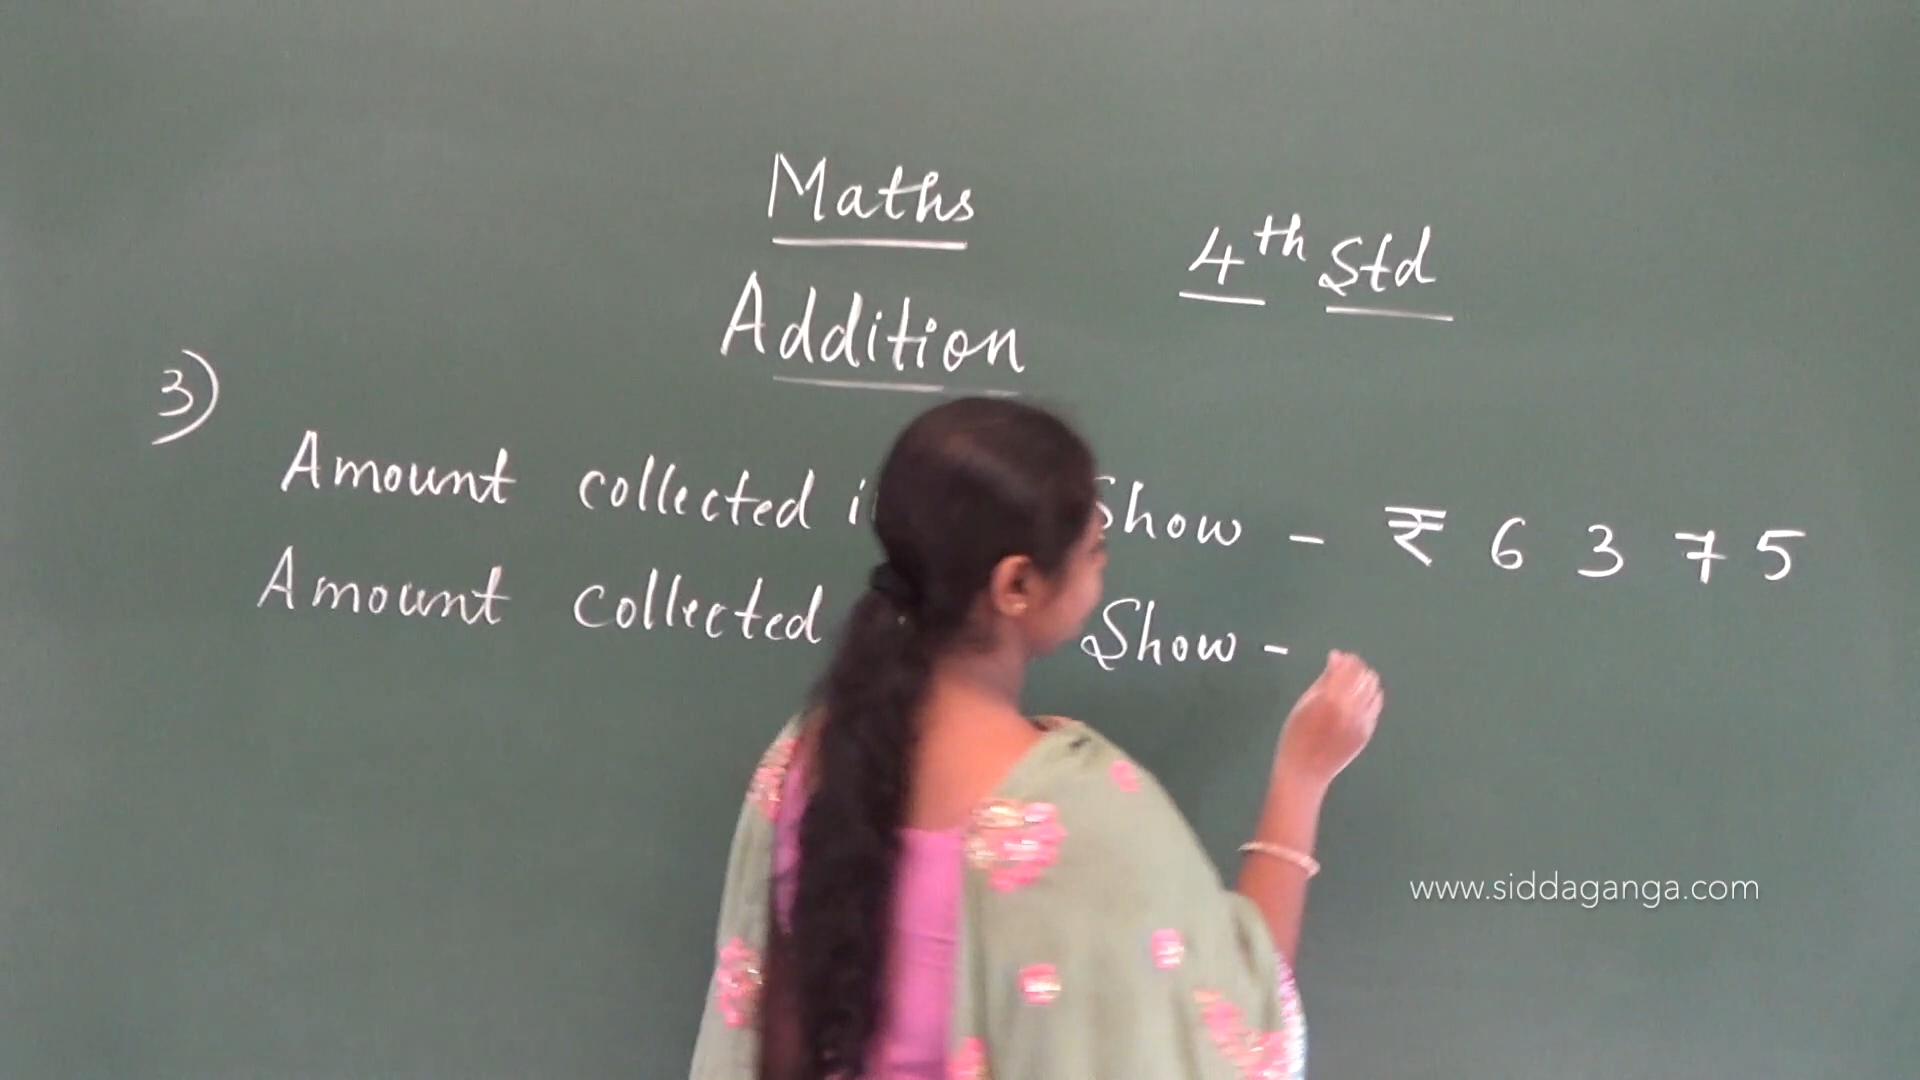 Maths
4th Std
Addition
3)
Amount collected Show - ₹ 6 3 7 5
Amount collected Show -
www.siddaganga.com